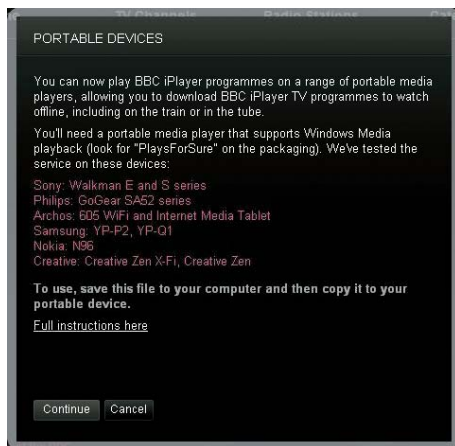 TV Channels Radio Stations
PORTABLE DEVICES
You can now play BBC iPlayer programmes on a range of portable media
players, allowing you to download BBC iPlayer TV programmes to watch
offline, including on the train or in the tube.
You'll need a portable media player that supports Windows Media
playback (look for "PlaysForSure" on the packaging). We've tested the
service on these devices:
Sony: Walkman E and S series
Philips: GoGear SA52 series
Archos: 605 WiFi and Internet Media Tablet
Samsung: YP-P2, YP-Q1
Nokia: N96
Creative: Creative Zen X-Fi, Creative Zen
To use, save this file to your computer and then copy it to your
portable device.
Full instructions here
Continue Cancel